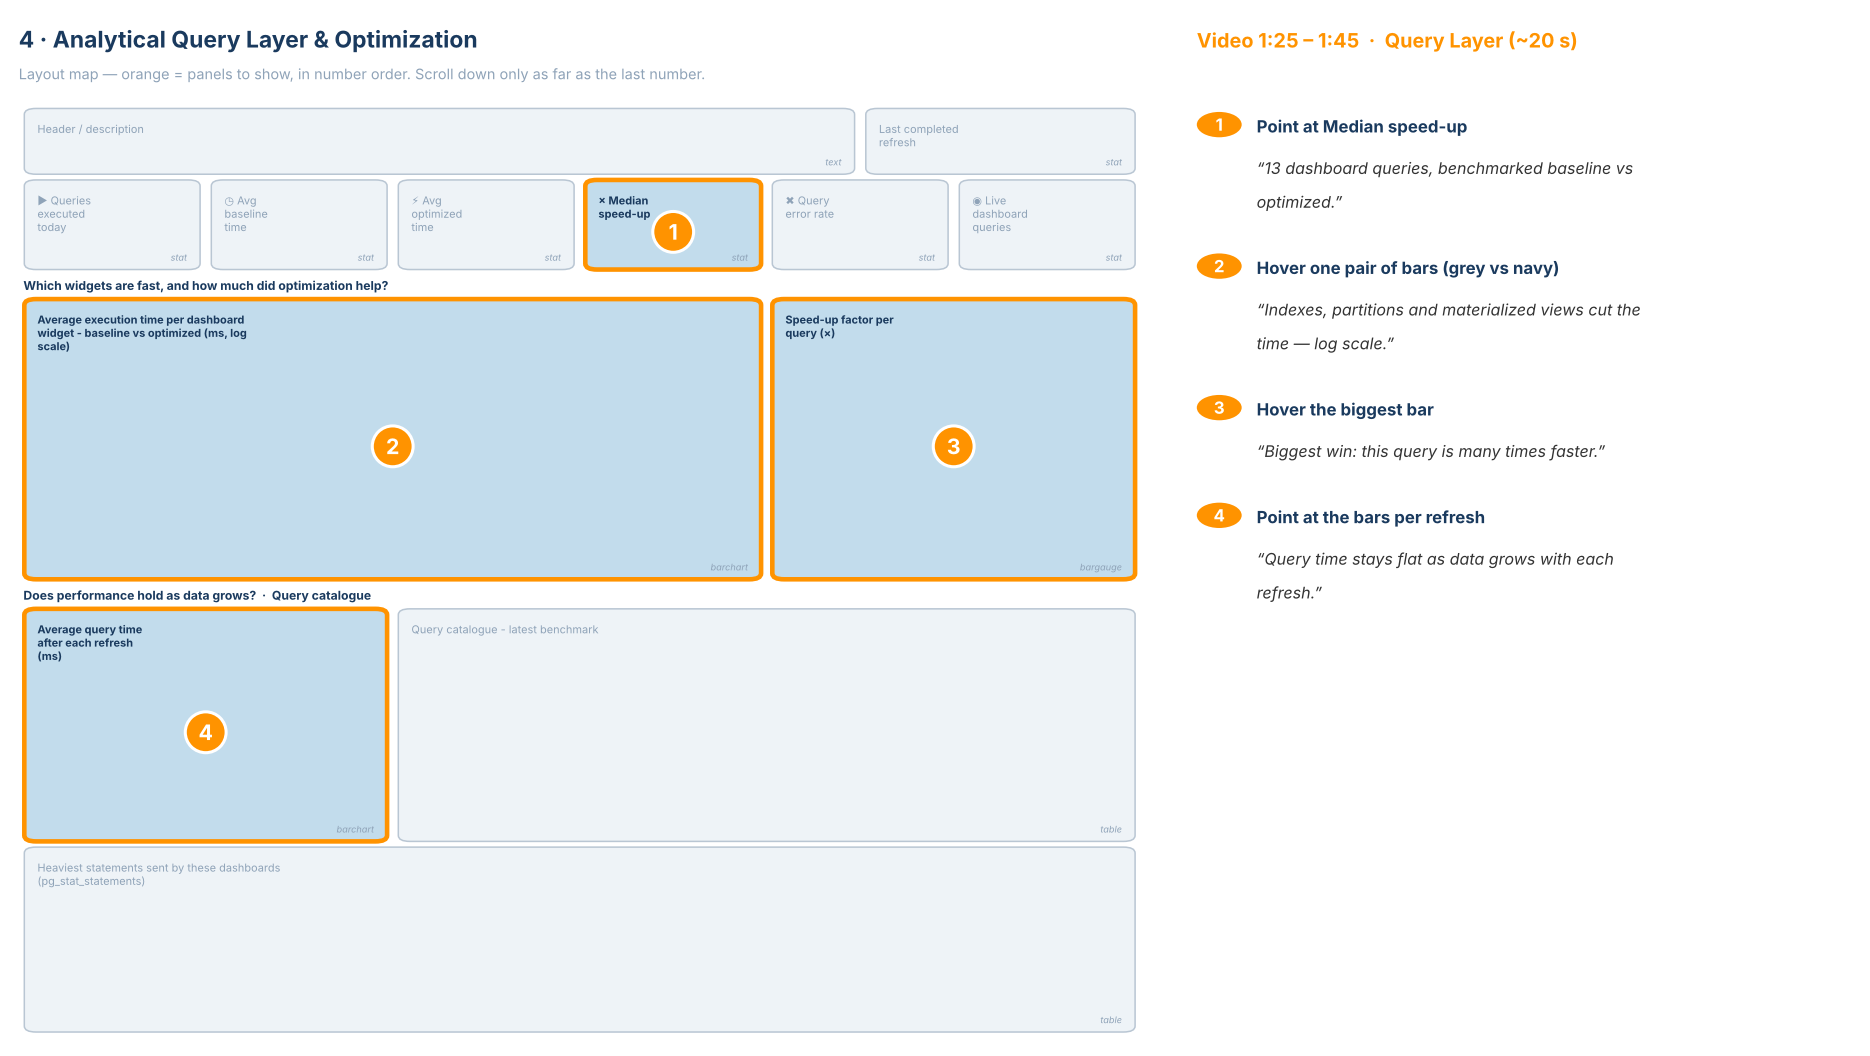 4 · Analytical Query Layer & Optimization
Layout map — orange = panels to show, in number order. Scroll down only as far as the last number.
Header / description
text
Last completed
refresh
stat
▶ Queries
executed
today
stat
◷ Avg
baseline
time
stat
⚡ Avg
optimized
time
stat
× Median
speed-up
1
stat
✖ Query
error rate
stat
◉ Live
dashboard
queries
stat
Which widgets are fast, and how much did optimization help?
Average execution time per dashboard
widget - baseline vs optimized (ms, log
scale)
2
barchart
Speed-up factor per
query (×)
3
bargauge
Does performance hold as data grows? · Query catalogue
Average query time
after each refresh
(ms)
4
barchart
Query catalogue - latest benchmark
table
Heaviest statements sent by these dashboards
(pg_stat_statements)
table
Video 1:25 – 1:45 · Query Layer (~20 s)
1 Point at Median speed-up
“13 dashboard queries, benchmarked baseline vs
optimized.”
2 Hover one pair of bars (grey vs navy)
“Indexes, partitions and materialized views cut the
time — log scale.”
3 Hover the biggest bar
“Biggest win: this query is many times faster.”
4 Point at the bars per refresh
“Query time stays flat as data grows with each
refresh.”